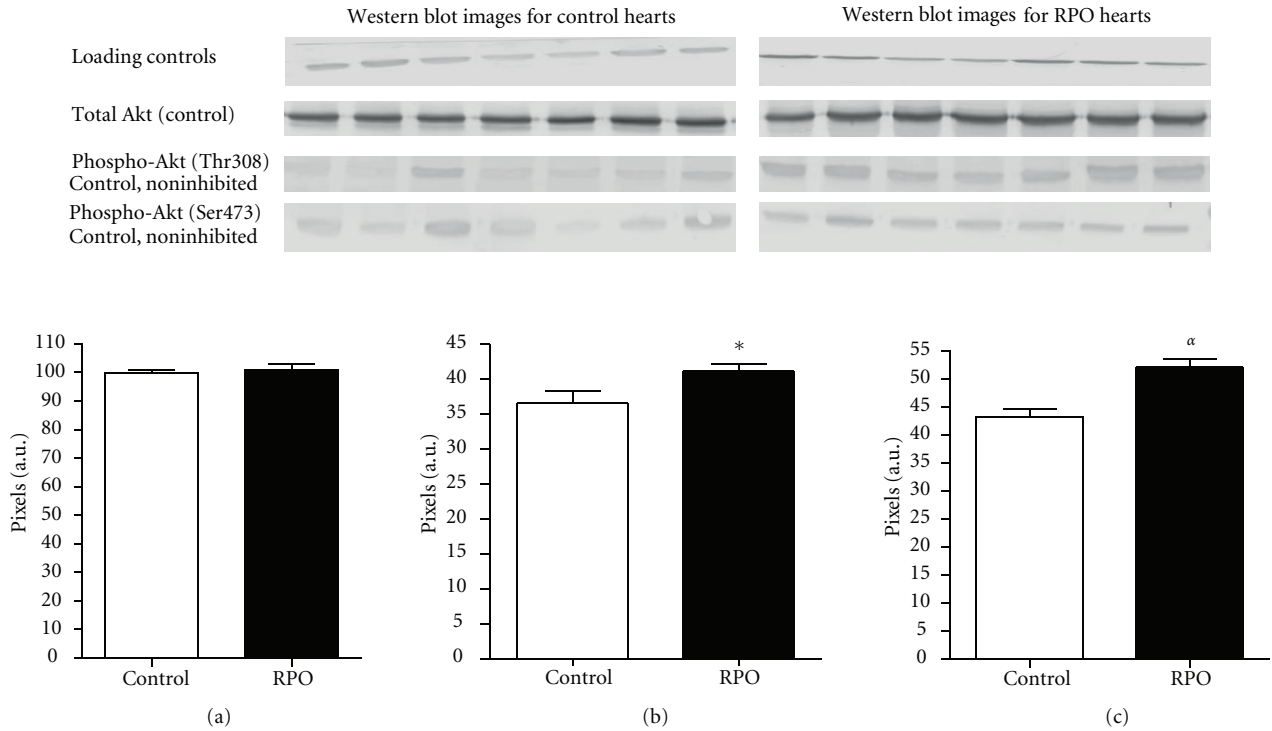 Western blot images for control hearts
Western blot images for RPO hearts
Loading controls
Total Akt (control)
Phospho-Akt (Thr308)
Control, noninhibited
Phospho-Akt (Ser473)
Control, noninhibited
110
100
90
80
70
60
50
40
30
20
10
0
Pixels (a.u.)
Control
RPO
(a)
45
40
35
30
25
20
15
10
5
0
Pixels (a.u.)
*
Control
RPO
(b)
55
50
45
40
35
30
25
20
15
10
5
0
Pixels (a.u.)
α
Control
RPO
(c)